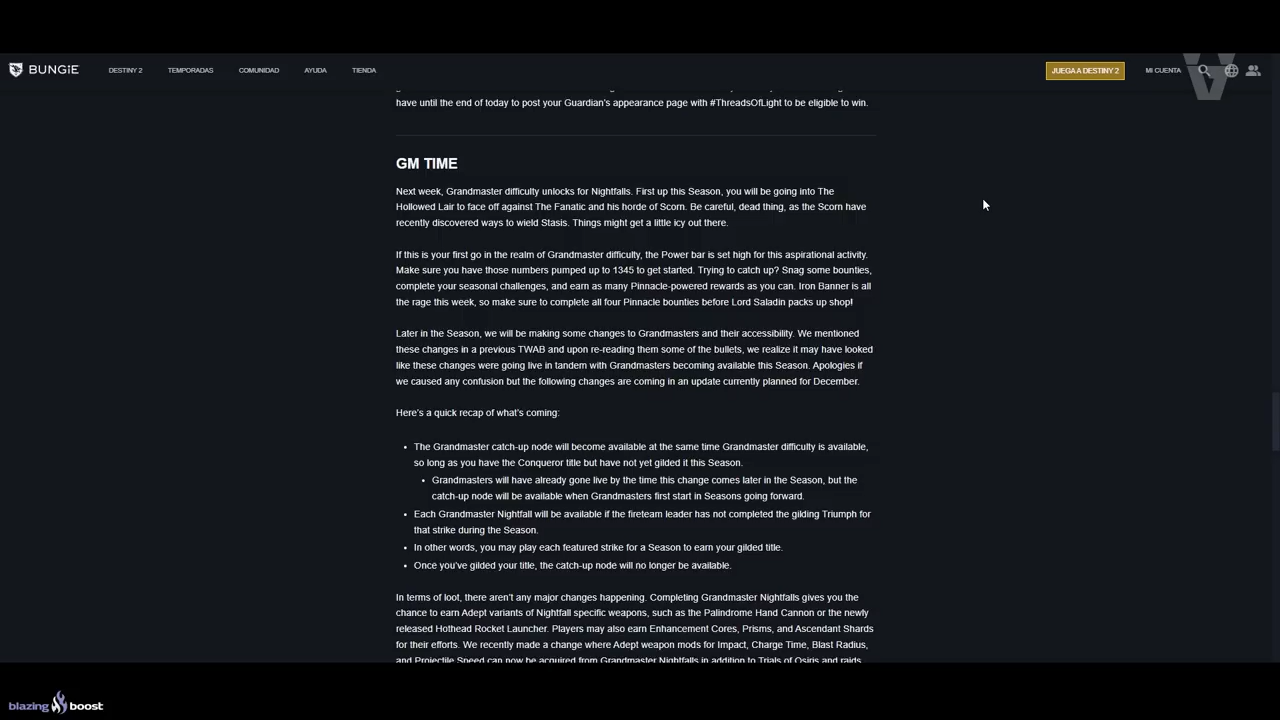 BUNGiE
DESTINY 2
TEMPORADAS
COMUNIDAD
AYUDA
TIENDA
JUEGA A DESTINY 2
MI CUENTA
have until the end of today to post your Guardian's appearance page with #ThreadsOfLight to be eligible to win.
GM TIME
Next week, Grandmaster difficulty unlocks for Nightfalls. First up this Season, you will be going into The
Hollowed Lair to face off against The Fanatic and his horde of Scorn. Be careful, dead thing, as the Scorn have
recently discovered ways to wield Stasis. Things might get a little icy out there.
If this is your first go in the realm of Grandmaster difficulty, the Power bar is set high for this aspirational activity.
Make sure you have those numbers pumped up to 1345 to get started. Trying to catch up? Snag some bounties,
complete your seasonal challenges, and earn as many Pinnacle-powered rewards as you can. Iron Banner is all
the rage this week, so make sure to complete all four Pinnacle bounties before Lord Saladin packs up shop!
Later in the Season, we will be making some changes to Grandmasters and their accessibility. We mentioned
these changes in a previous TWAB and upon re-reading them some of the bullets, we realize it may have looked
like these changes were going live in tandem with Grandmasters becoming available this Season. Apologies if
we caused any confusion but the following changes are coming in an update currently planned for December.
Here's a quick recap of what's coming:
• The Grandmaster catch-up node will become available at the same time Grandmaster difficulty is available,
so long as you have the Conqueror title but have not yet gilded it this Season.
• Grandmasters will have already gone live by the time this change comes later in the Season, but the
catch-up node will be available when Grandmasters first start in Seasons going forward.
• Each Grandmaster Nightfall will be available if the fireteam leader has not completed the gilding Triumph for
that strike during the Season.
• In other words, you may play each featured strike for a Season to earn your gilded title.
• Once you've gilded your title, the catch-up node will no longer be available.
In terms of loot, there aren't any major changes happening. Completing Grandmaster Nightfalls gives you the
chance to earn Adept variants of Nightfall specific weapons, such as the Palindrome Hand Cannon or the newly
released Hothead Rocket Launcher. Players may also earn Enhancement Cores, Prisms, and Ascendant Shards
for their efforts. We recently made a change where Adept weapon mods for Impact, Charge Time, Blast Radius,
and Projectile Speed can now be acquired from Grandmaster Nightfalls in addition to Trials of Osiris and raids
blazing boost